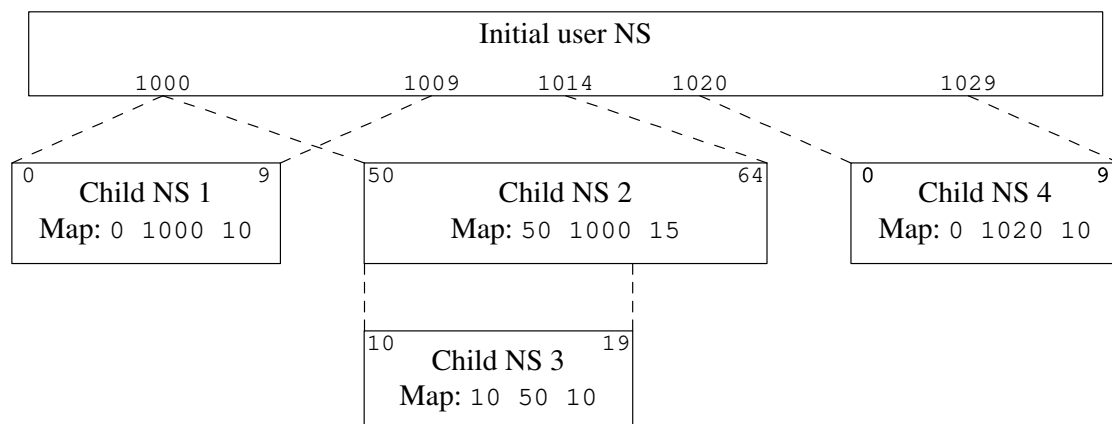 Initial user NS
1000 1009 1014 1020 1029
0 9 50 64 0 9
Child NS 1 Child NS 2 Child NS 4
Map: 0 1000 10 Map: 50 1000 15 Map: 0 1020 10
10 19
Child NS 3
Map: 10 50 10